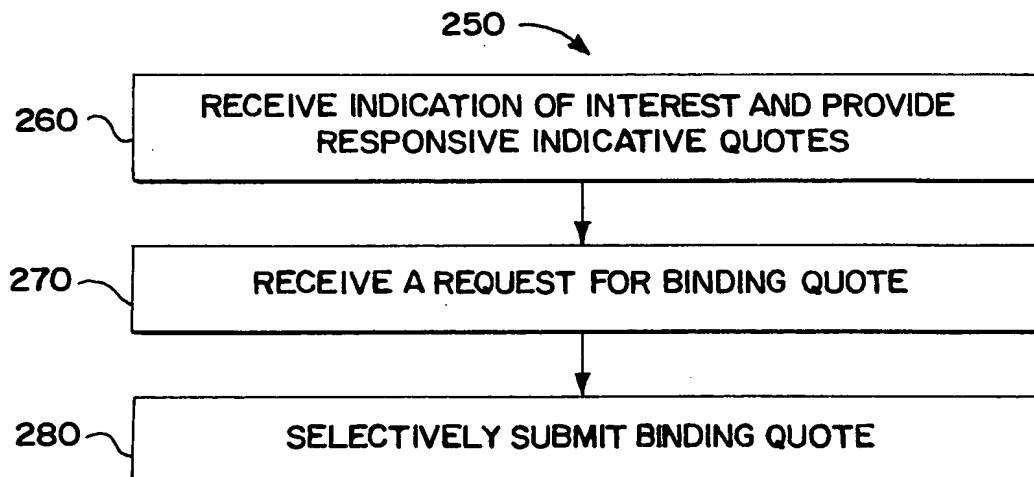 250
260
RECEIVE INDICATION OF INTEREST AND PROVIDE
RESPONSIVE INDICATIVE QUOTES
270
RECEIVE A REQUEST FOR BINDING QUOTE
280
SELECTIVELY SUBMIT BINDING QUOTE